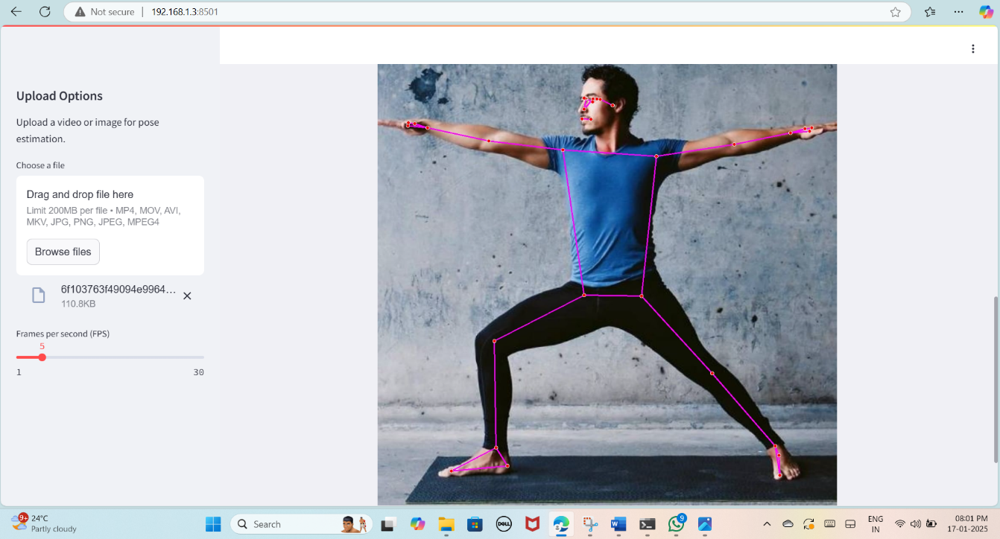 Not secure
192.168.1.3:8501
Upload Options
Upload a video or image for pose
estimation.
Choose a file
Drag and drop file here
Limit 200MB per file • MP4, MOV, AVI,
MKV, JPG, PNG, JPEG, MPEG4
Browse files
6f103763f49094e9964...
110.8KB
Frames per second (FPS)
5
1
30
9+
24°C
Partly cloudy
Search
DELL
W
9
ENG
IN
08:01 PM
17-01-2025